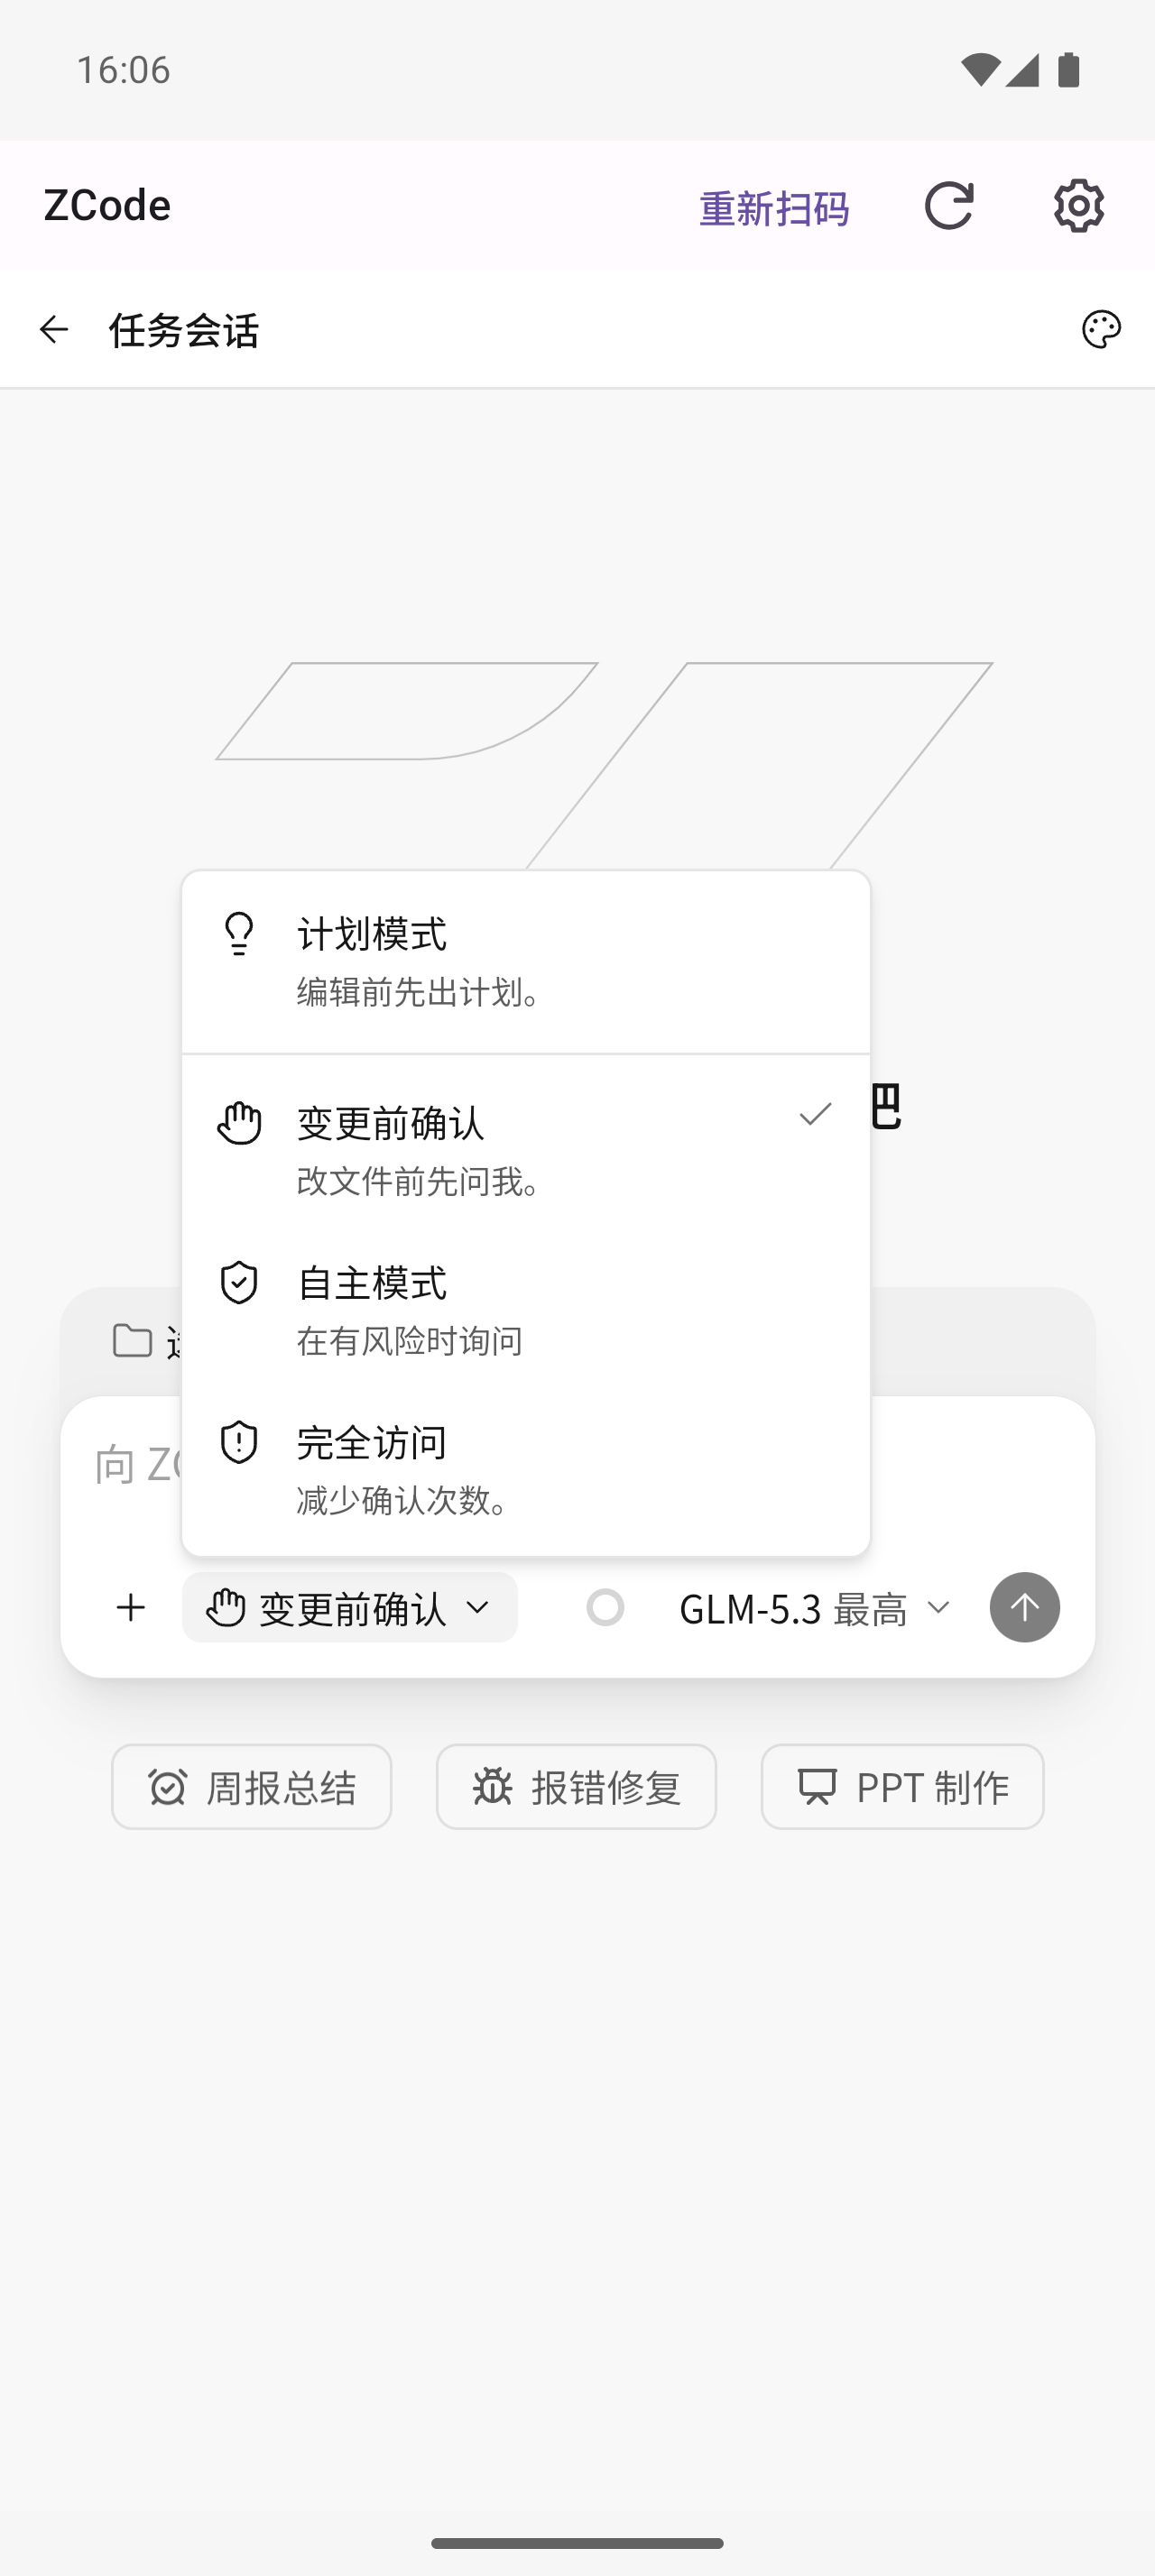 16:06
ZCode
重新扫码
任务会话
计划模式
编辑前先出计划。
变更前确认
吧
改文件前先问我。
自主模式
在有风险时询问
完全访问
向 ZC
减少确认次数。
变更前确认
GLM-5.3 最高
周报总结
报错修复
PPT 制作